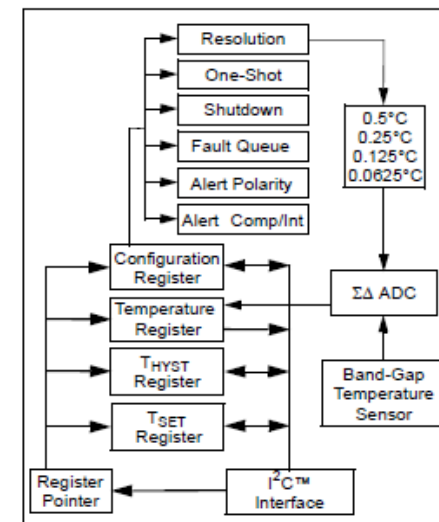 Resolution
One-Shot
Shutdown
Fault Queue
Alert Polarity
Alert Comp/Int
0.5°C
0.25°C
0.125°C
0.0625°C
Configuration
Register
Temperature
Register
ΣΔ ADC
THYST
Register
Band-Gap
Temperature
Sensor
TSET
Register
Register
Pointer
I²C™
Interface